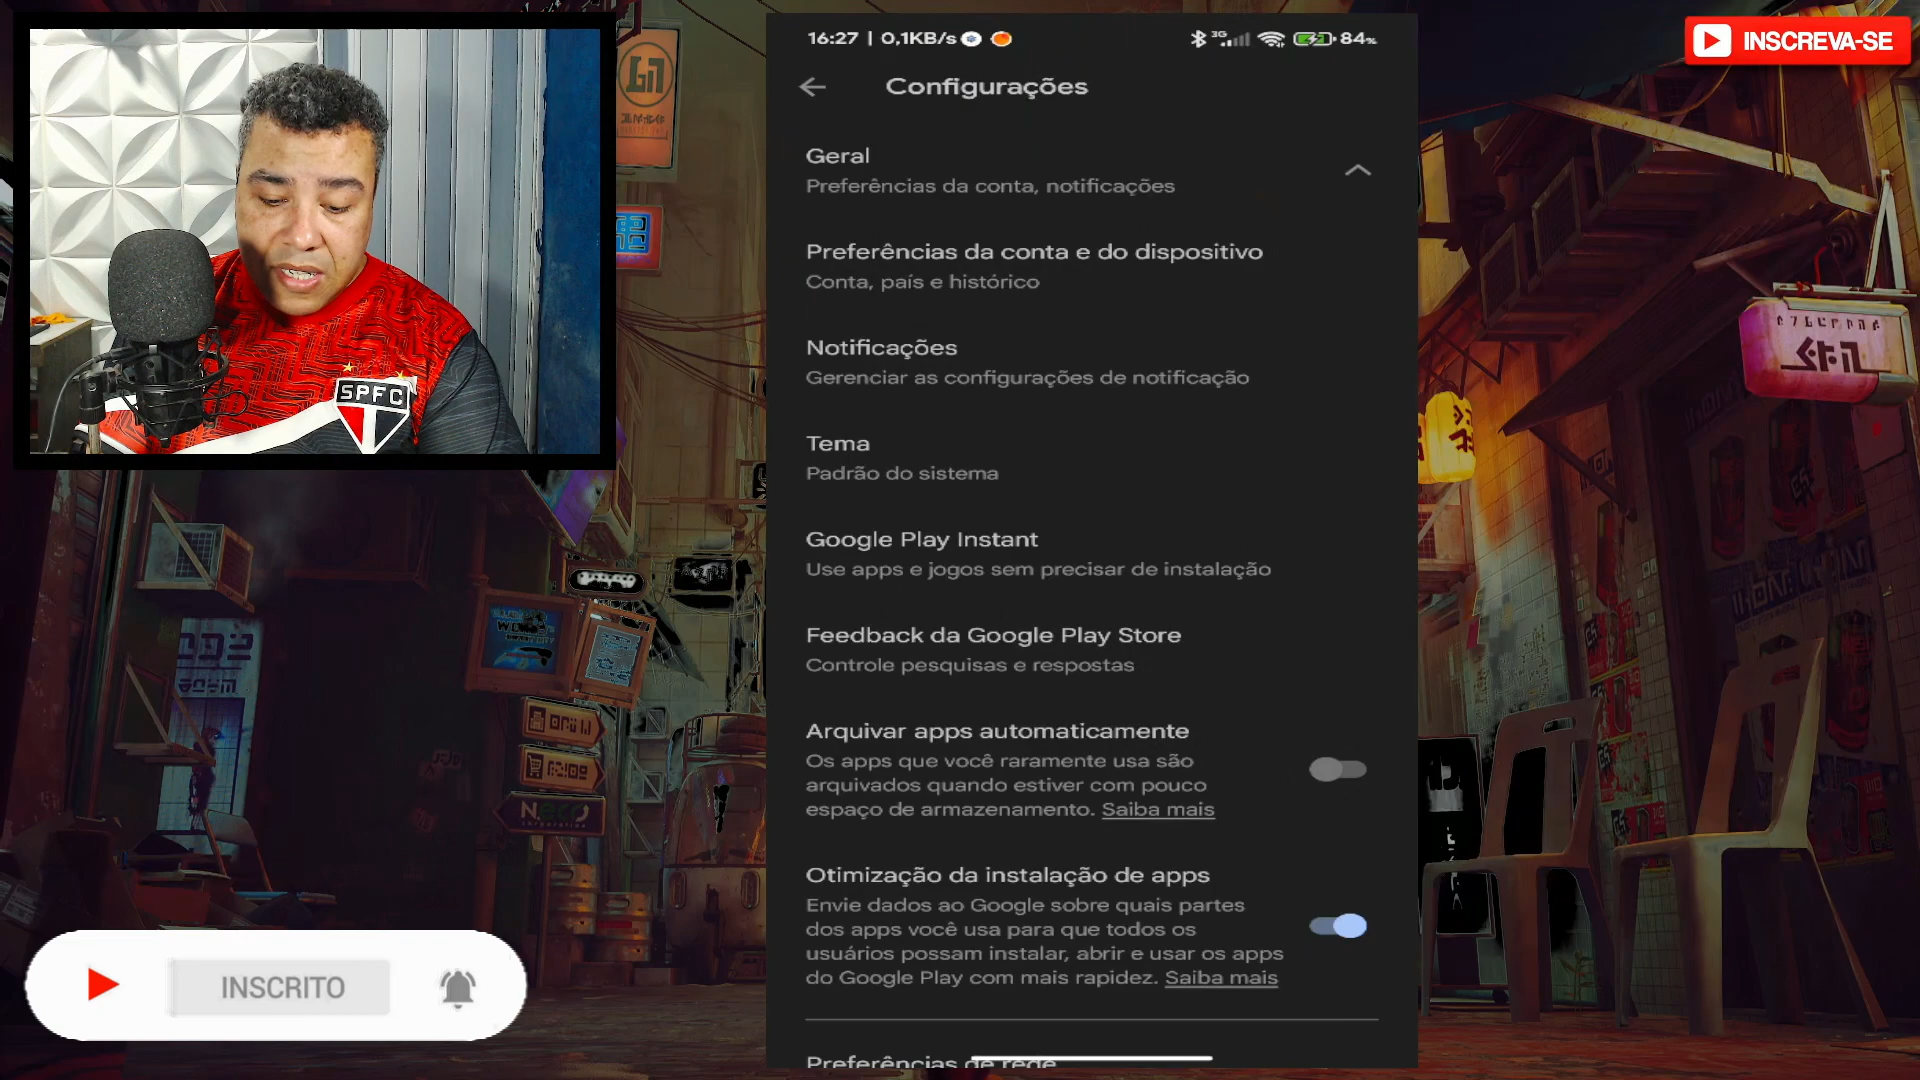 16:27 | 0,1KB/s
3G
84%
INSCREVA-SE
Configurações
Geral
Preferências da conta, notificações
Preferências da conta e do dispositivo
Conta, país e histórico
Notificações
Gerenciar as configurações de notificação
Tema
Padrão do sistema
Google Play Instant
Use apps e jogos sem precisar de instalação
Feedback da Google Play Store
Controle pesquisas e respostas
Arquivar apps automaticamente
Os apps que você raramente usa são
arquivados quando estiver com pouco
espaço de armazenamento. Saiba mais
Otimização da instalação de apps
Envie dados ao Google sobre quais partes
dos apps você usa para que todos os
usuários possam instalar, abrir e usar os apps
do Google Play com mais rapidez. Saiba mais
Preferências de rede
SPFC
INSCRITO